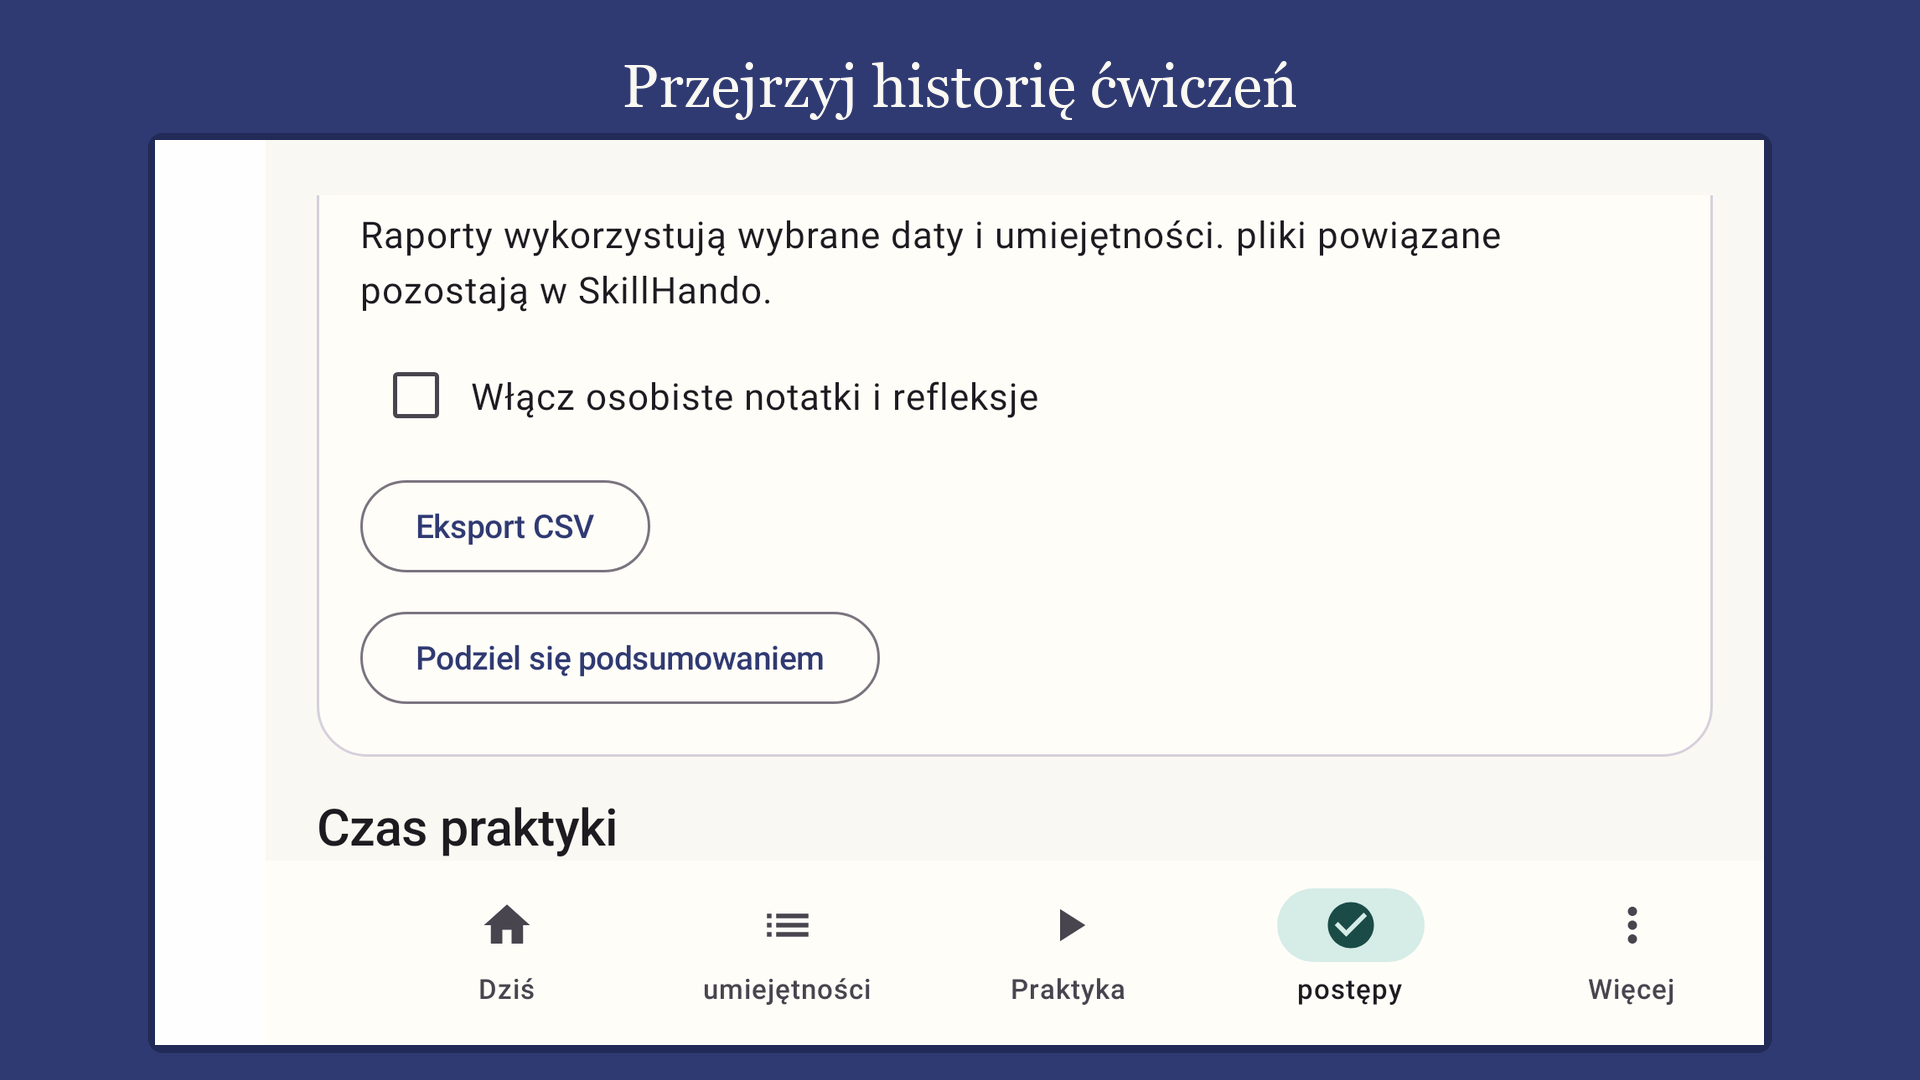 Przejrzyj historię ćwiczeń
Raporty wykorzystują wybrane daty i umiejętności. pliki powiązane
pozostają w SkillHando.
Włącz osobiste notatki i refleksje
Eksport CSV
Podziel się podsumowaniem
Czas praktyki
Dziś
umiejętności
Praktyka
postępy
Więcej